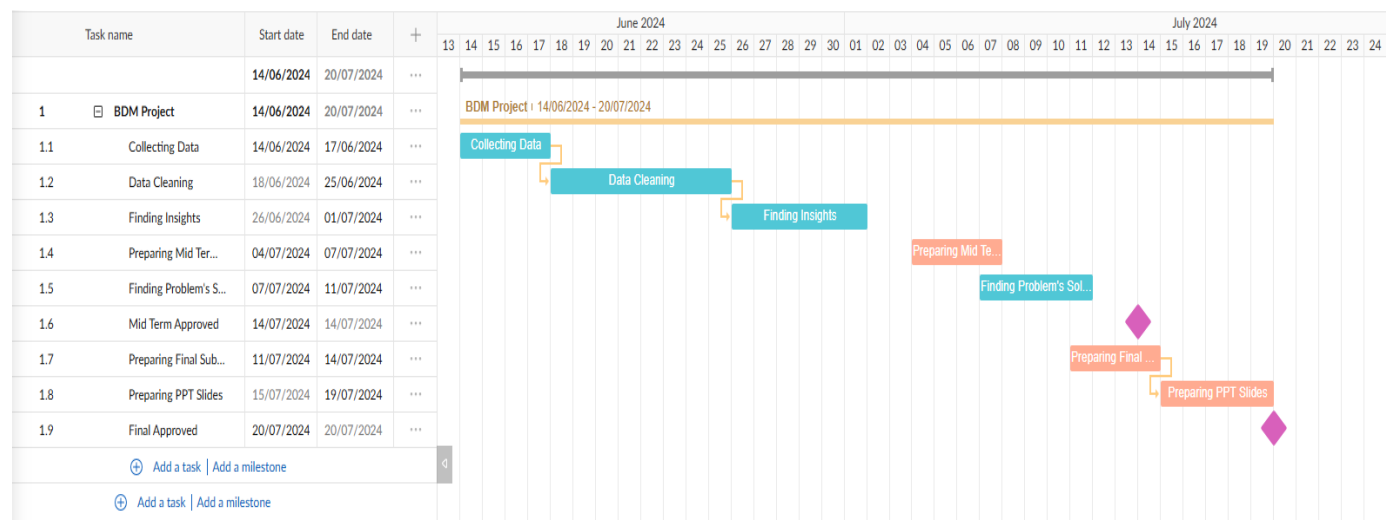 Task name Start date End date + June 2024 July 2024
13 14 15 16 17 18 19 20 21 22 23 24 25 26 27 28 29 30 01 02 03 04 05 06 07 08 09 10 11 12 13 14 15 16 17 18 19 20 21 22 23 24
14/06/2024 20/07/2024 ...
1 BDM Project 14/06/2024 20/07/2024 ... BDM Project : 14/06/2024 - 20/07/2024
1.1 Collecting Data 14/06/2024 17/06/2024 ... Collecting Data
1.2 Data Cleaning 18/06/2024 25/06/2024 ... Data Cleaning
1.3 Finding Insights 26/06/2024 01/07/2024 ... Finding Insights
1.4 Preparing Mid Ter... 04/07/2024 07/07/2024 ... Preparing Mid Te...
1.5 Finding Problem's S... 07/07/2024 11/07/2024 ... Finding Problem's Sol...
1.6 Mid Term Approved 14/07/2024 14/07/2024 ...
1.7 Preparing Final Sub... 11/07/2024 14/07/2024 ... Preparing Final ...
1.8 Preparing PPT Slides 15/07/2024 19/07/2024 ... Preparing PPT Slides
1.9 Final Approved 20/07/2024 20/07/2024 ...
Add a task | Add a milestone
Add a task | Add a milestone